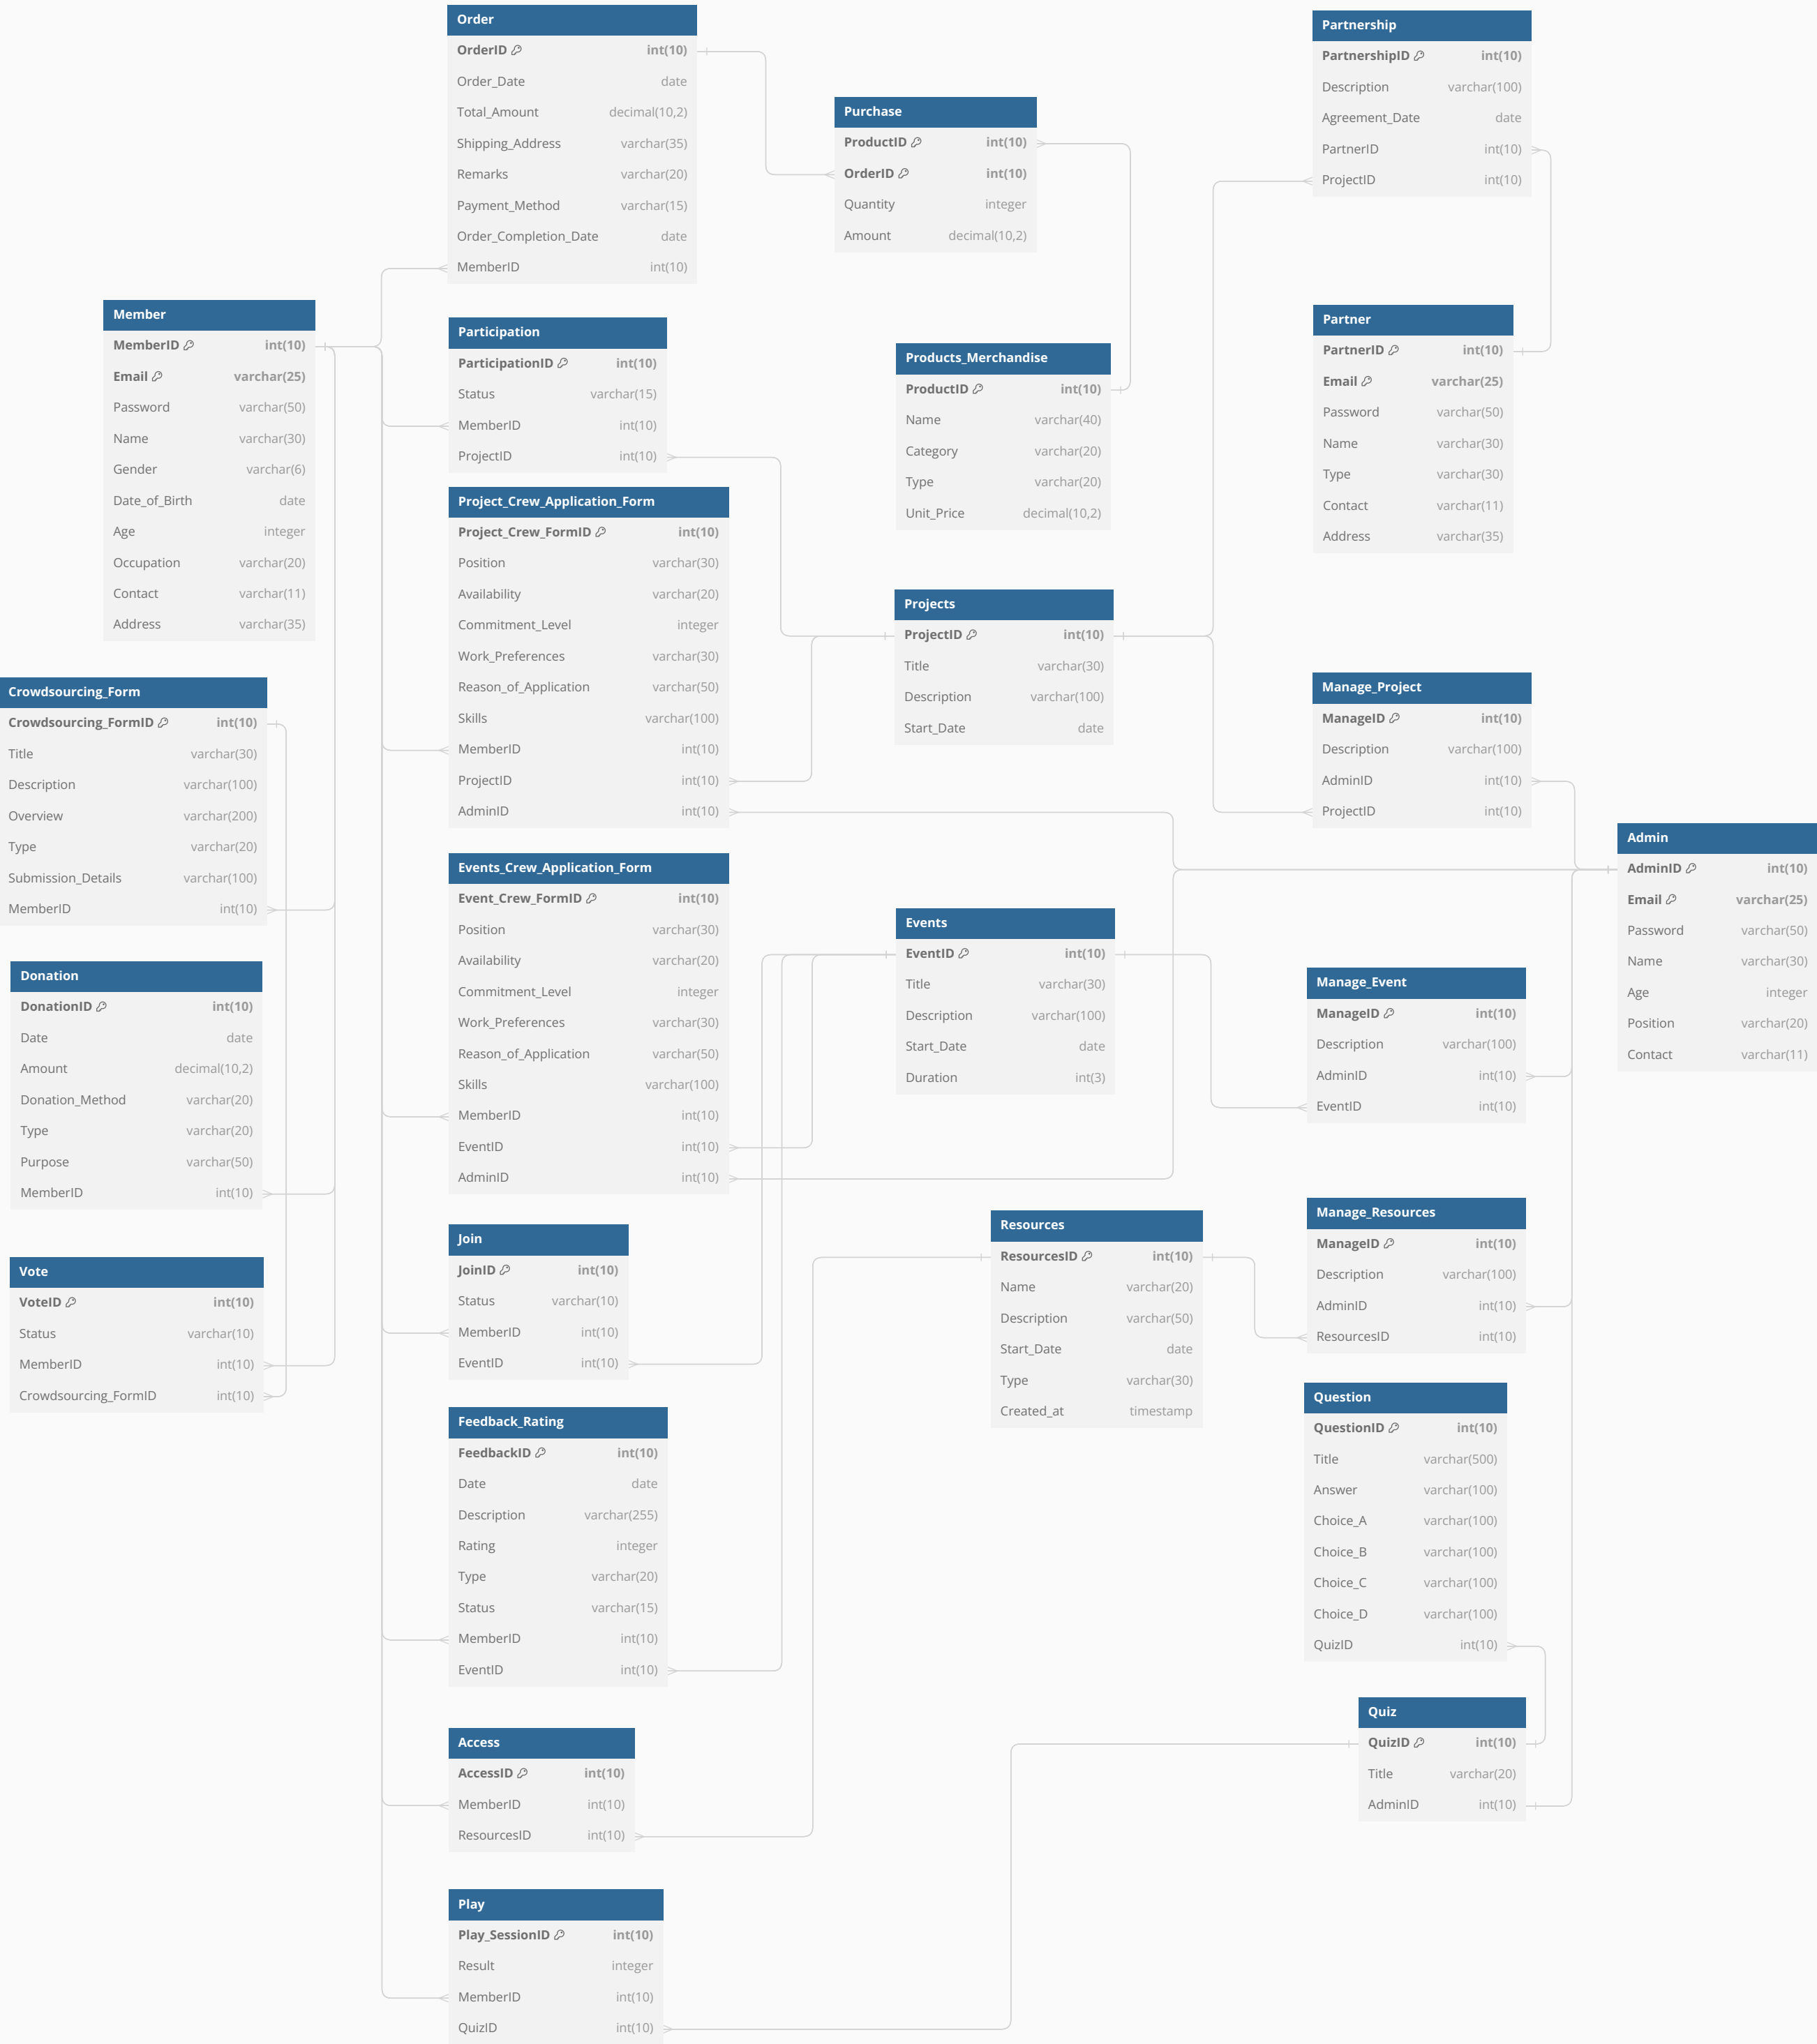 Order
OrderID int(10)
Order_Date date
Total_Amount decimal(10,2)
Shipping_Address varchar(35)
Remarks varchar(20)
Payment_Method varchar(15)
Order_Completion_Date date
MemberID int(10)
Purchase
ProductID int(10)
OrderID int(10)
Quantity integer
Amount decimal(10,2)
Partnership
PartnershipID int(10)
Description varchar(100)
Agreement_Date date
PartnerID int(10)
ProjectID int(10)
Member
MemberID int(10)
Email varchar(25)
Password varchar(50)
Name varchar(30)
Gender varchar(6)
Date_of_Birth date
Age integer
Occupation varchar(20)
Contact varchar(11)
Address varchar(35)
Participation
ParticipationID int(10)
Status varchar(15)
MemberID int(10)
ProjectID int(10)
Products_Merchandise
ProductID int(10)
Name varchar(40)
Category varchar(20)
Type varchar(20)
Unit_Price decimal(10,2)
Partner
PartnerID int(10)
Email varchar(25)
Password varchar(50)
Name varchar(30)
Type varchar(30)
Contact varchar(11)
Address varchar(35)
Project_Crew_Application_Form
Project_Crew_FormID int(10)
Position varchar(30)
Availability varchar(20)
Commitment_Level integer
Work_Preferences varchar(30)
Reason_of_Application varchar(50)
Skills varchar(100)
MemberID int(10)
ProjectID int(10)
AdminID int(10)
Projects
ProjectID int(10)
Title varchar(30)
Description varchar(100)
Start_Date date
Manage_Project
ManageID int(10)
Description varchar(100)
AdminID int(10)
ProjectID int(10)
Crowdsourcing_Form
Crowdsourcing_FormID int(10)
Title varchar(30)
Description varchar(100)
Overview varchar(200)
Type varchar(20)
Submission_Details varchar(100)
MemberID int(10)
Admin
AdminID int(10)
Email varchar(25)
Password varchar(50)
Name varchar(30)
Age integer
Position varchar(20)
Contact varchar(11)
Events_Crew_Application_Form
Event_Crew_FormID int(10)
Position varchar(30)
Availability varchar(20)
Commitment_Level integer
Work_Preferences varchar(30)
Reason_of_Application varchar(50)
Skills varchar(100)
MemberID int(10)
EventID int(10)
AdminID int(10)
Events
EventID int(10)
Title varchar(30)
Description varchar(100)
Start_Date date
Duration int(3)
Manage_Event
ManageID int(10)
Description varchar(100)
AdminID int(10)
EventID int(10)
Donation
DonationID int(10)
Date date
Amount decimal(10,2)
Donation_Method varchar(20)
Type varchar(20)
Purpose varchar(50)
MemberID int(10)
Vote
VoteID int(10)
Status varchar(10)
MemberID int(10)
Crowdsourcing_FormID int(10)
Join
JoinID int(10)
Status varchar(10)
MemberID int(10)
EventID int(10)
Resources
ResourcesID int(10)
Name varchar(20)
Description varchar(50)
Start_Date date
Type varchar(30)
Created_at timestamp
Manage_Resources
ManageID int(10)
Description varchar(100)
AdminID int(10)
ResourcesID int(10)
Feedback_Rating
FeedbackID int(10)
Date date
Description varchar(255)
Rating integer
Type varchar(20)
Status varchar(15)
MemberID int(10)
EventID int(10)
Question
QuestionID int(10)
Title varchar(500)
Answer varchar(100)
Choice_A varchar(100)
Choice_B varchar(100)
Choice_C varchar(100)
Choice_D varchar(100)
QuizID int(10)
Access
AccessID int(10)
MemberID int(10)
ResourcesID int(10)
Quiz
QuizID int(10)
Title varchar(20)
AdminID int(10)
Play
Play_SessionID int(10)
Result integer
MemberID int(10)
QuizID int(10)